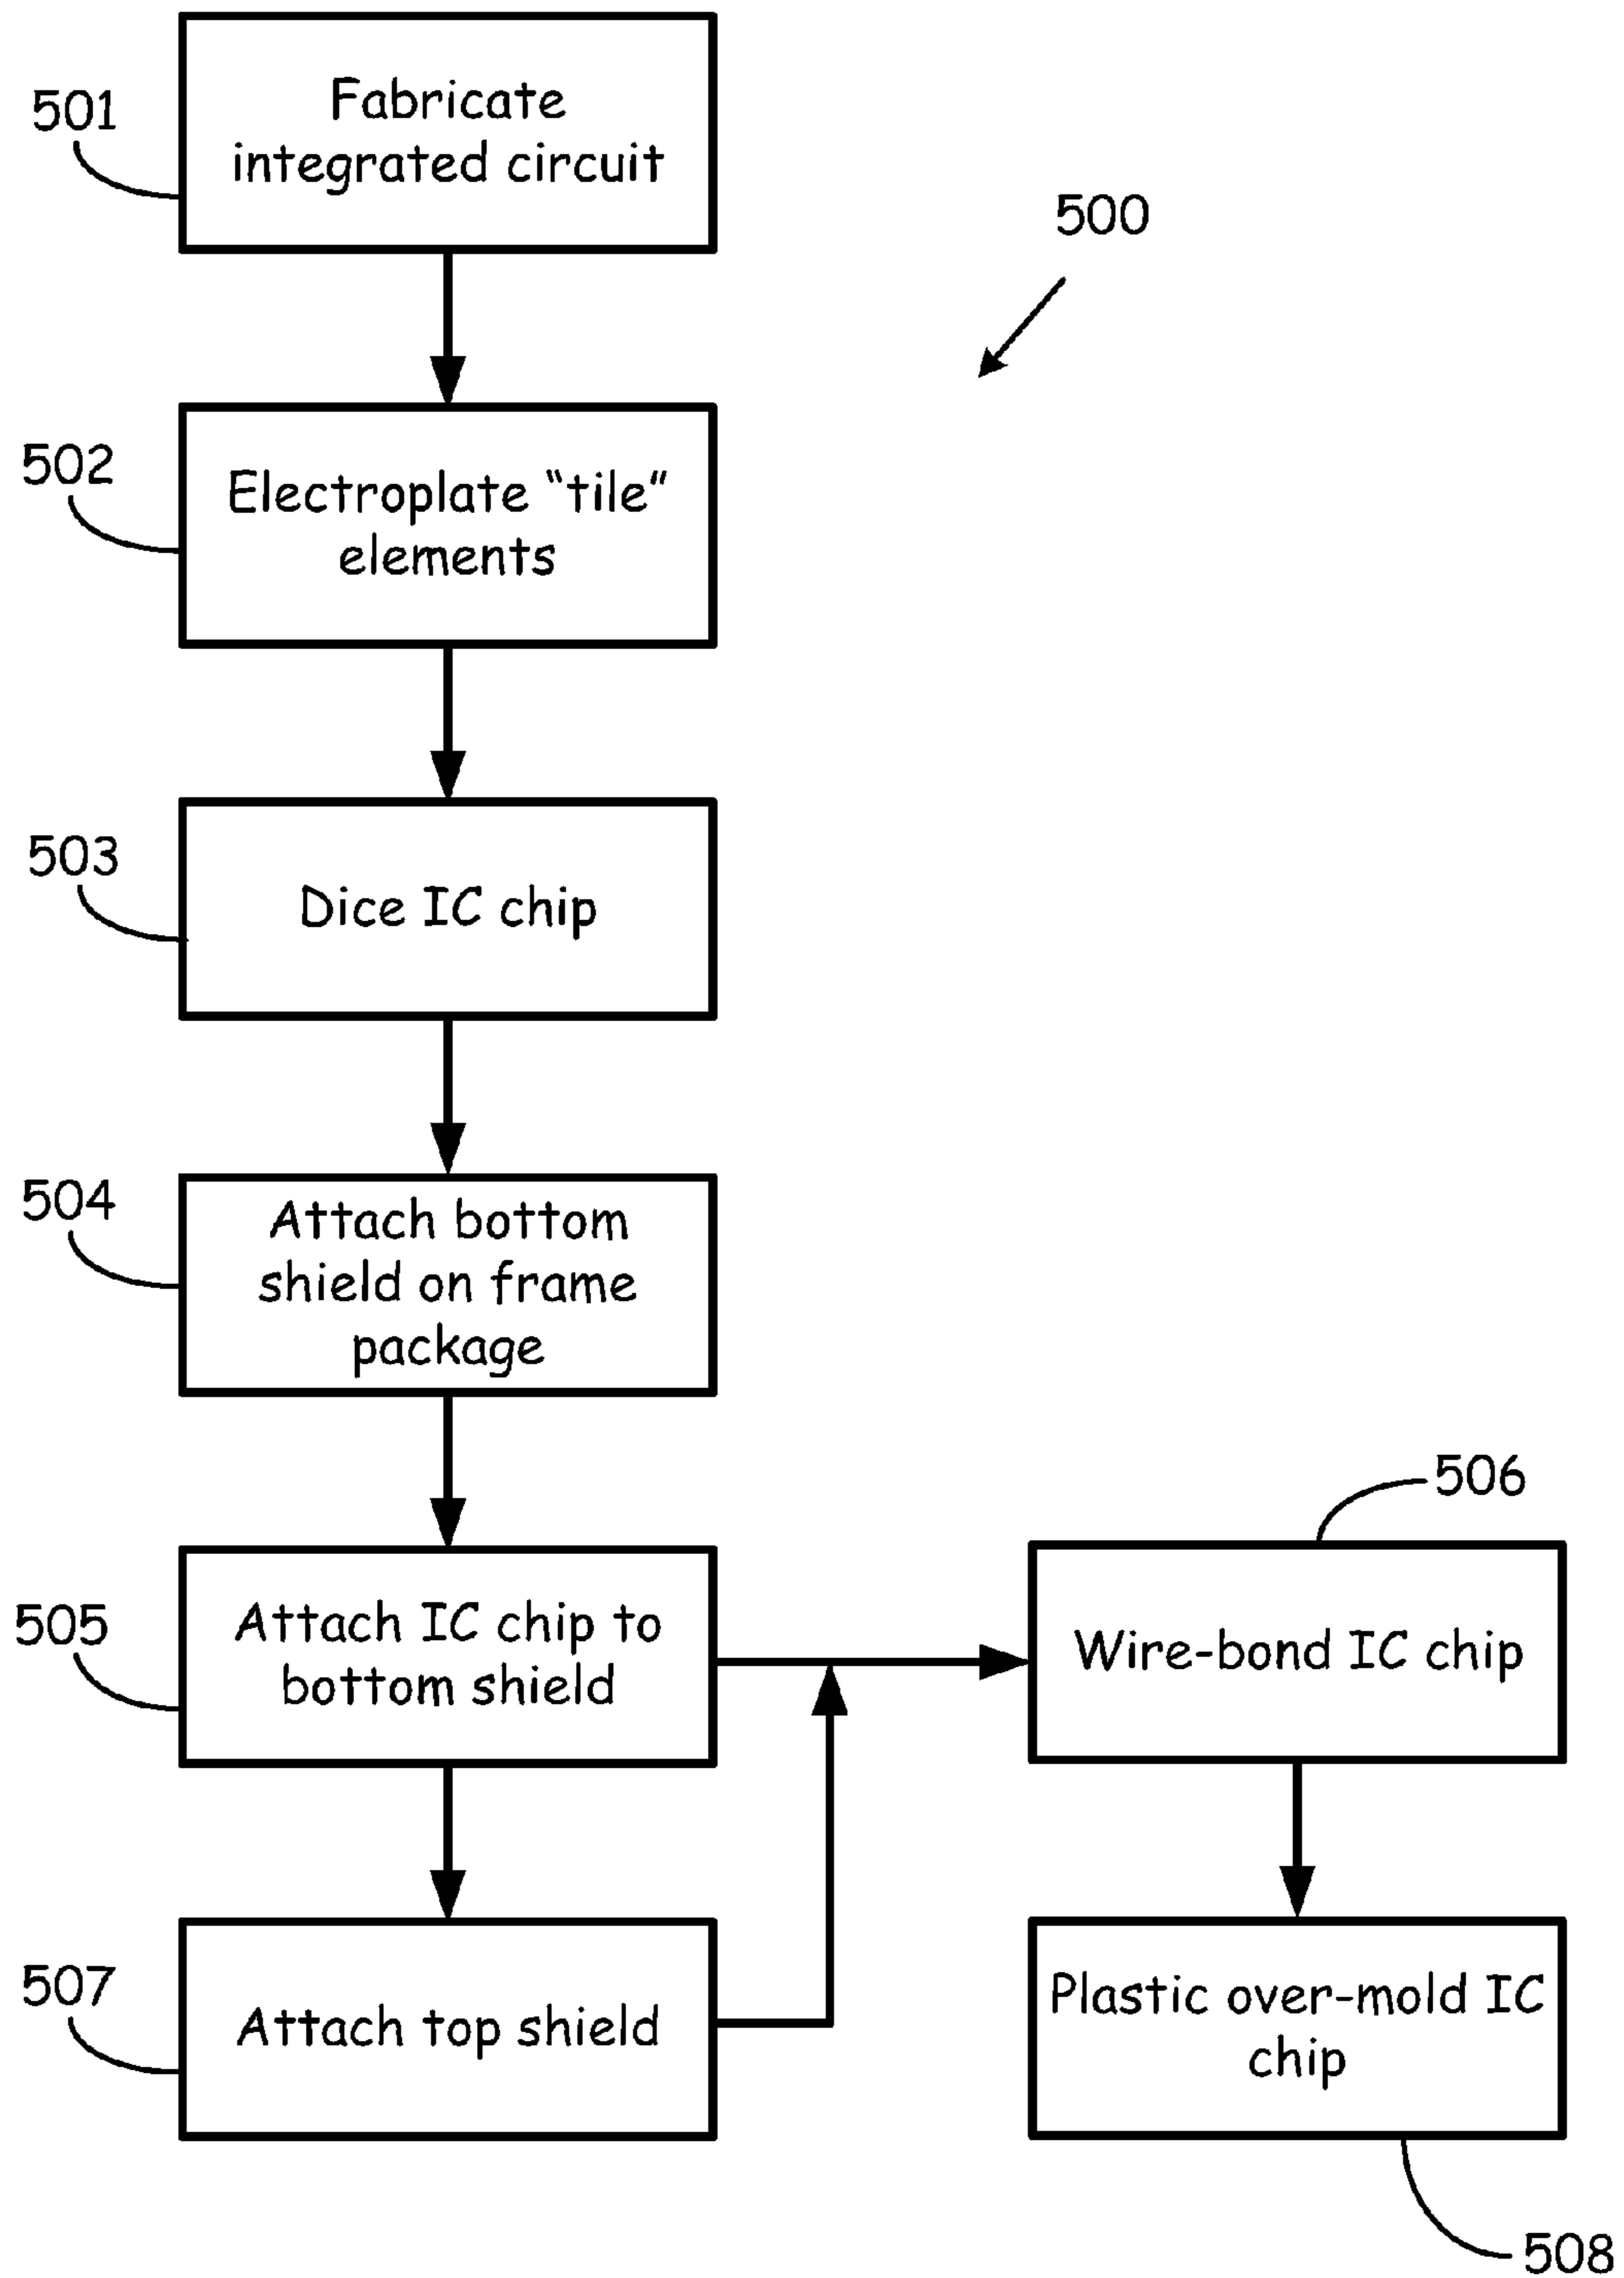 501
Fabricate
integrated circuit
500
502
Electroplate “tile”
elements
503
Dice IC chip
504
Attach bottom
shield on frame
package
505
Attach IC chip to
bottom shield
506
Wire-bond IC chip
507
Attach top shield
Plastic over-mold IC
chip
508